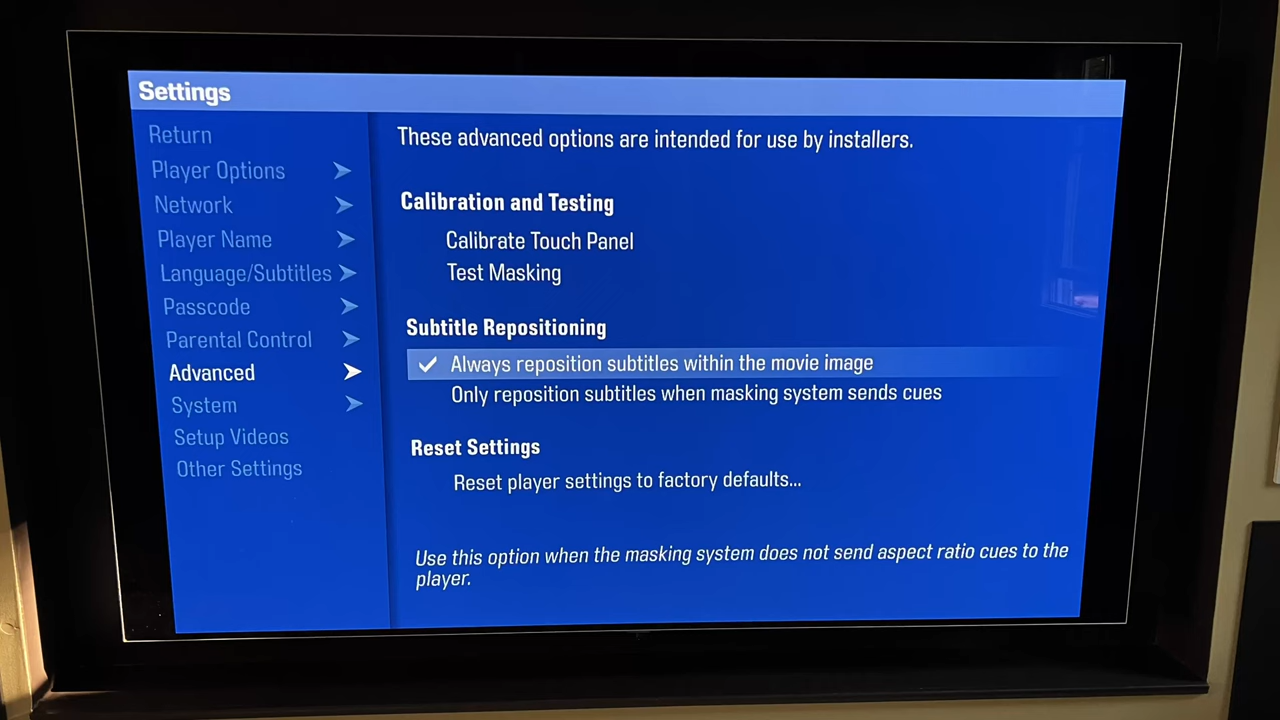 Settings
Return
Player Options
Network
Player Name
Language/Subtitles
Passcode
Parental Control
Advanced
System
Setup Videos
Other Settings
These advanced options are intended for use by installers.
Calibration and Testing
Calibrate Touch Panel
Test Masking
Subtitle Repositioning
Always reposition subtitles within the movie image
Only reposition subtitles when masking system sends cues
Reset Settings
Reset player settings to factory defaults...
Use this option when the masking system does not send aspect ratio cues to the
player.